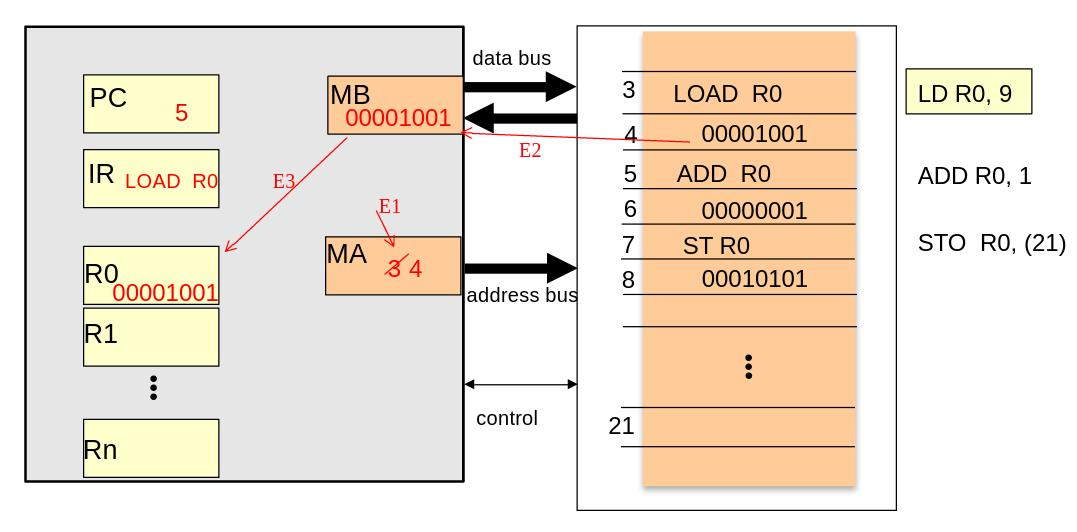 data bus
PC
5
MB
00001001
3
LOAD R0
LD R0, 9
4
00001001
E2
IR
LOAD R0
E3
5
ADD R0
ADD R0, 1
E1
6
00000001
MA
3 4
7
ST R0
STO R0, (21)
R0
00001001
address bus
8
00010101
R1
control
21
Rn